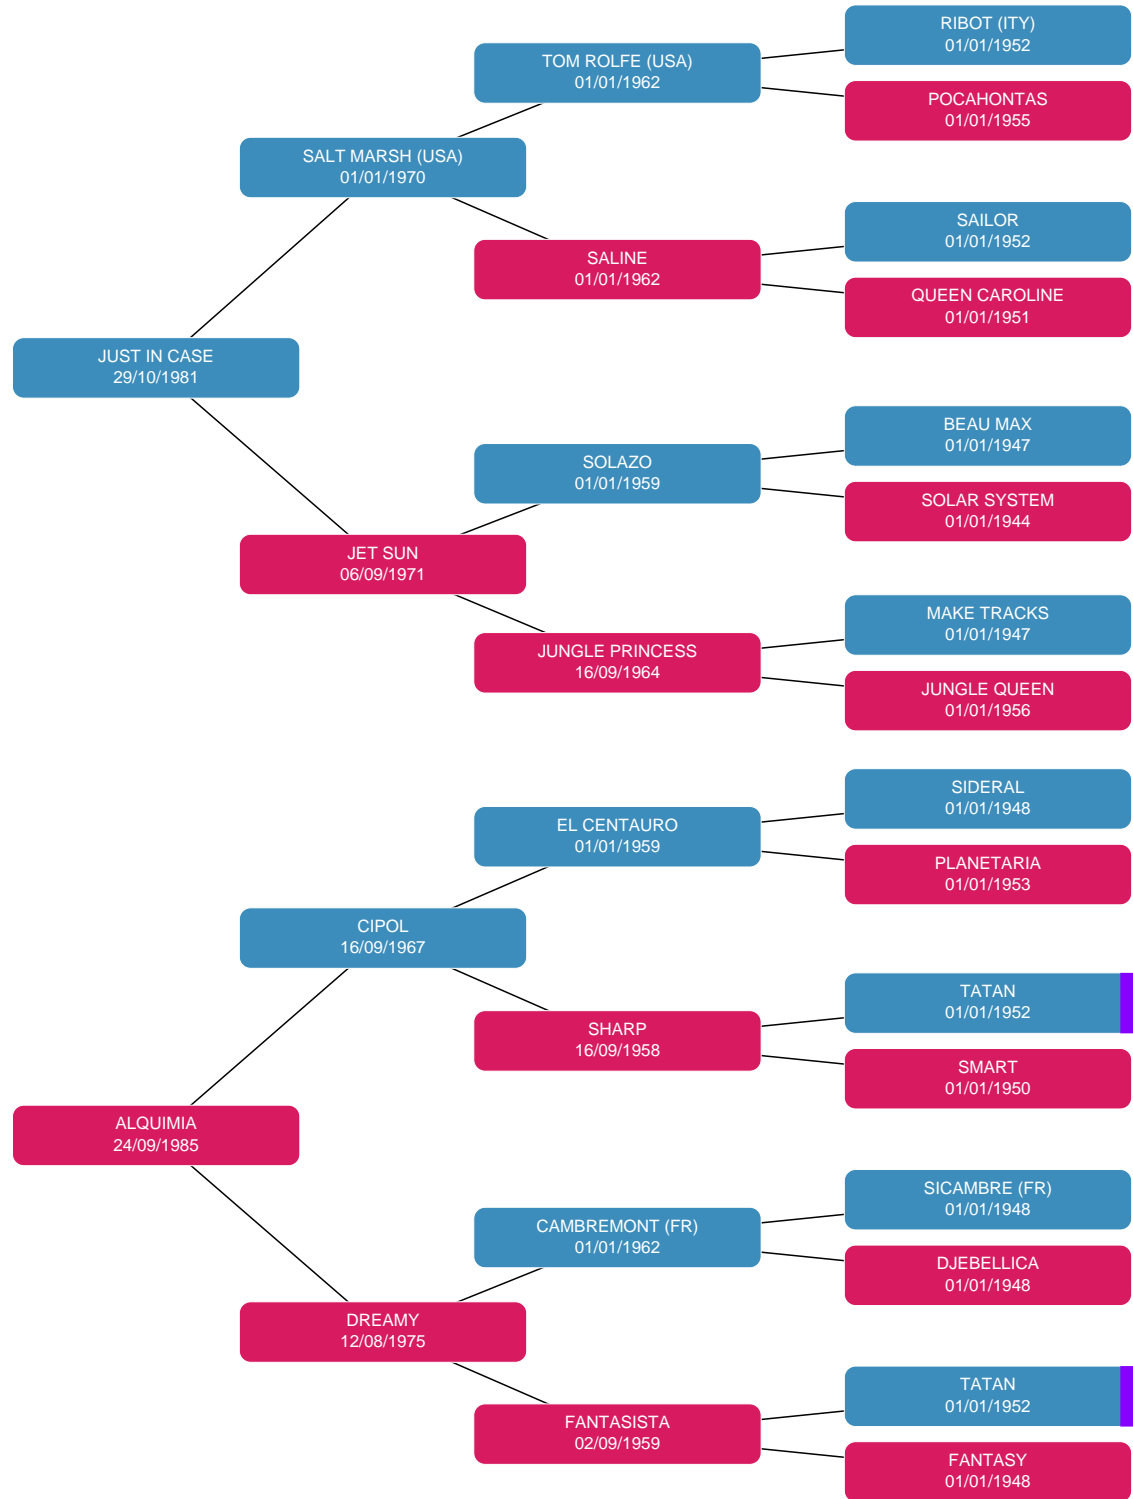 RIBOT (ITY)
01/01/1952
TOM ROLFE (USA)
01/01/1962
POCAHONTAS
01/01/1955
SALT MARSH (USA)
01/01/1970
SAILOR
01/01/1952
SALINE
01/01/1962
QUEEN CAROLINE
01/01/1951
JUST IN CASE
29/10/1981
BEAU MAX
01/01/1947
SOLAZO
01/01/1959
SOLAR SYSTEM
01/01/1944
JET SUN
06/09/1971
MAKE TRACKS
01/01/1947
JUNGLE PRINCESS
16/09/1964
JUNGLE QUEEN
01/01/1956
SIDERAL
01/01/1948
EL CENTAURO
01/01/1959
PLANETARIA
01/01/1953
CIPOL
16/09/1967
TATAN
01/01/1952
SHARP
16/09/1958
SMART
01/01/1950
ALQUIMIA
24/09/1985
SICAMBRE (FR)
01/01/1948
CAMBREMONT (FR)
01/01/1962
DJEBELLICA
01/01/1948
DREAMY
12/08/1975
TATAN
01/01/1952
FANTASISTA
02/09/1959
FANTASY
01/01/1948